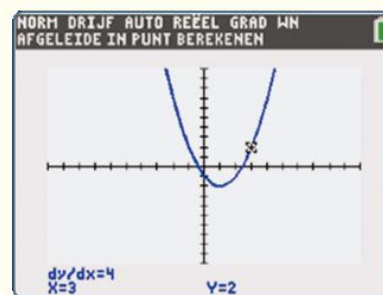 NORM DRIJF AUTO REËEL GRAD WN
AFGELEIDE IN PUNT BEREKENEN
dy/dx=4
X=3 Y=2